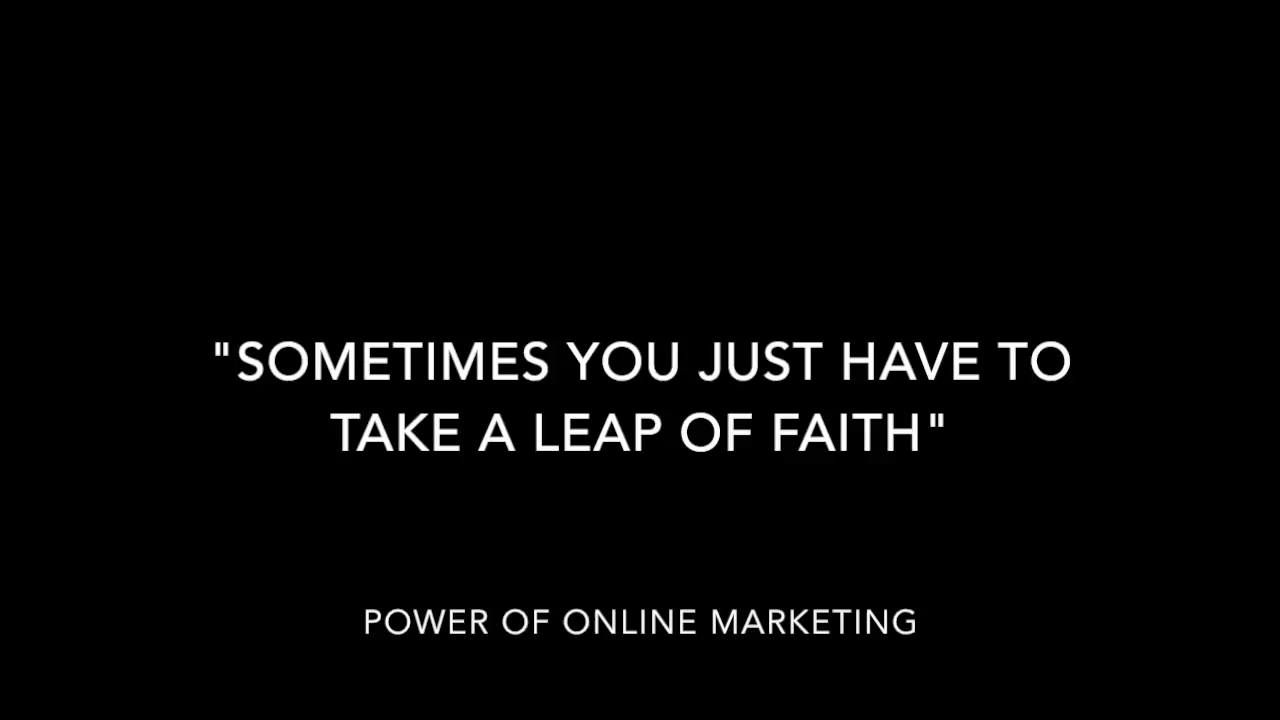 "SOMETIMES YOU JUST HAVE TO
TAKE A LEAP OF FAITH"
POWER OF ONLINE MARKETING